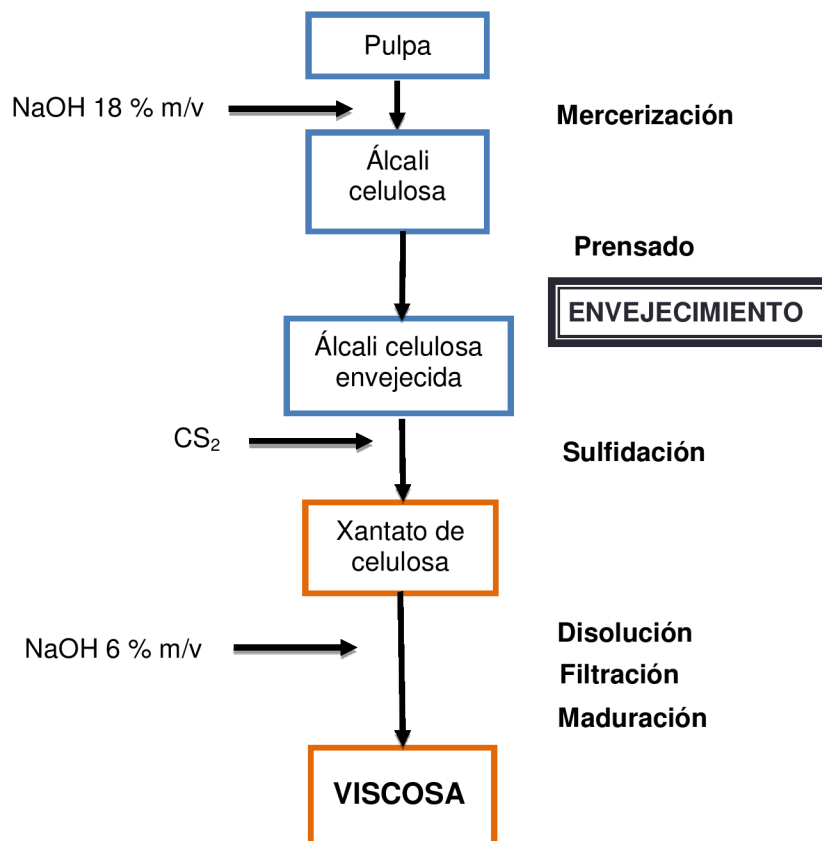 Pulpa
NaOH 18 % m/v
Mercerización
Álcali
celulosa
Prensado
ENVEJECIMIENTO
Álcali celulosa
envejecida
CS₂
Sulfidación
Xantato de
celulosa
NaOH 6 % m/v
Disolución
Filtración
Maduración
VISCOSA